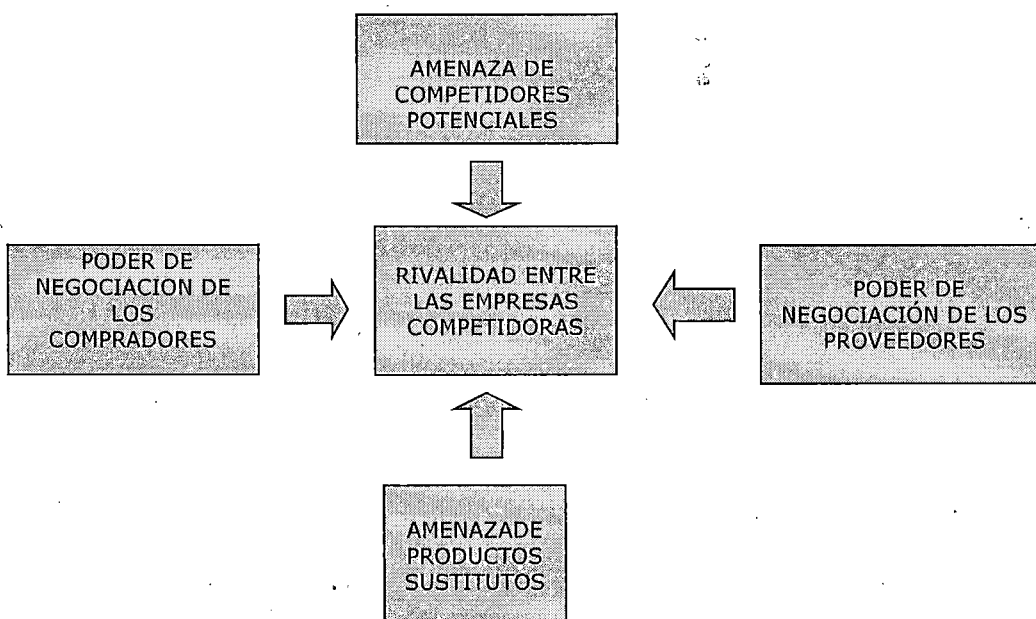 AMENAZA DE
COMPETIDORES
POTENCIALES
PODER DE
NEGOCIACION DE
LOS
COMPRADORES
RIVALIDAD ENTRE
LAS EMPRESAS
COMPETIDORAS
PODER DE
NEGOCIACIÓN DE LOS
PROVEEDORES
AMENAZADE
PRODUCTOS
SUSTITUTOS